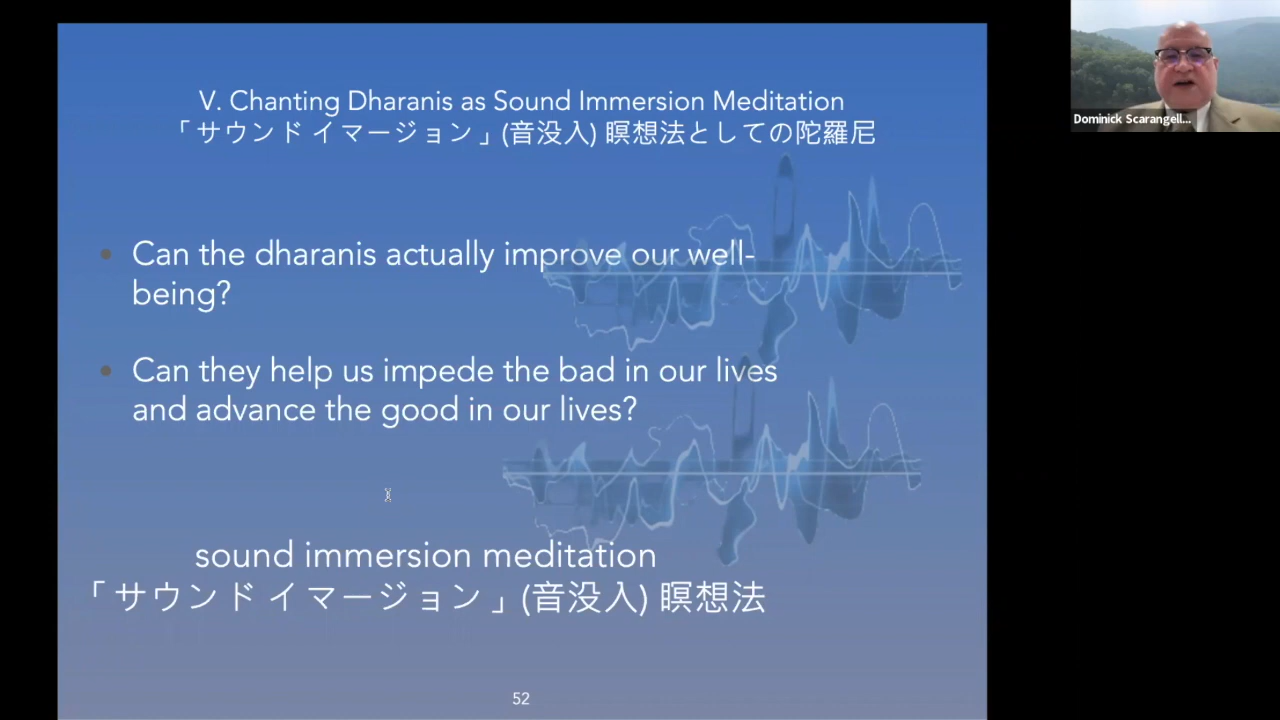 V. Chanting Dharanis as Sound Immersion Meditation
「サウンド イマージョン」(音没入) 瞑想法としての陀羅尼
• Can the dharanis actually improve our well-
being?
• Can they help us impede the bad in our lives
and advance the good in our lives?
sound immersion meditation
「サウンド イマージョン」(音没入) 瞑想法
52
Dominick Scarangell...